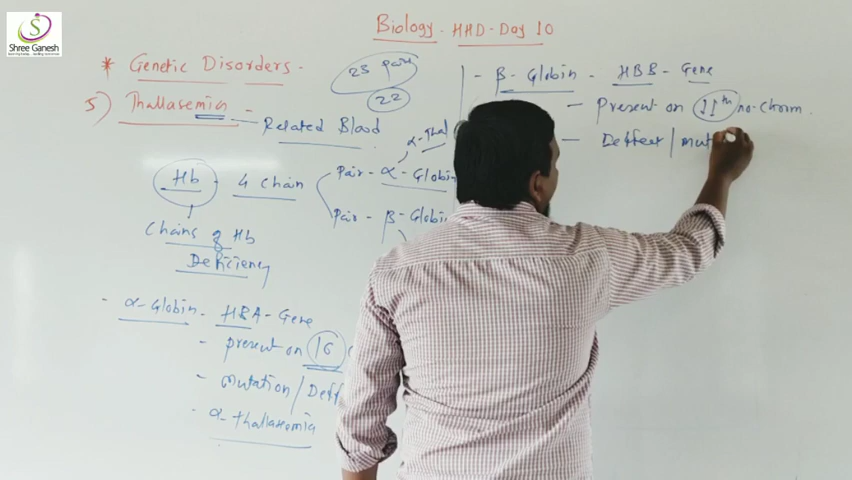 S
Shree Ganesh
Biology - HHD - Day 10
* Genetic Disorders -
5) Thallasemia -
Related Blood
23 pair
22
Hb - 4 Chain
Chains of Hb
Deficiency
α-Thal
Pair - α-Globin
Pair - β-Globin
- α-Globin - HBA-Gene
- present on 16
- mutation / Deff
- α-thallasemia
- β-Globin - HBB-Gene
- Present on 11th no. Chrom.
- Deffect / mut